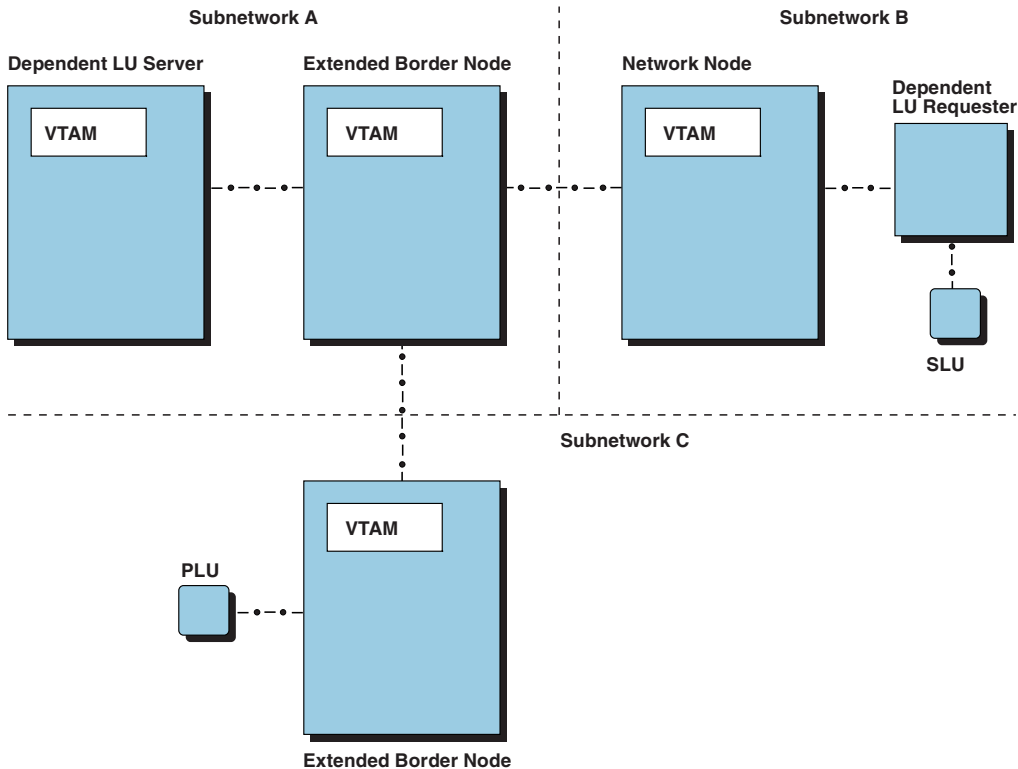 Subnetwork A
Subnetwork B
Dependent LU Server
Extended Border Node
Network Node
Dependent
LU Requester
VTAM
VTAM
VTAM
SLU
Subnetwork C
VTAM
PLU
Extended Border Node